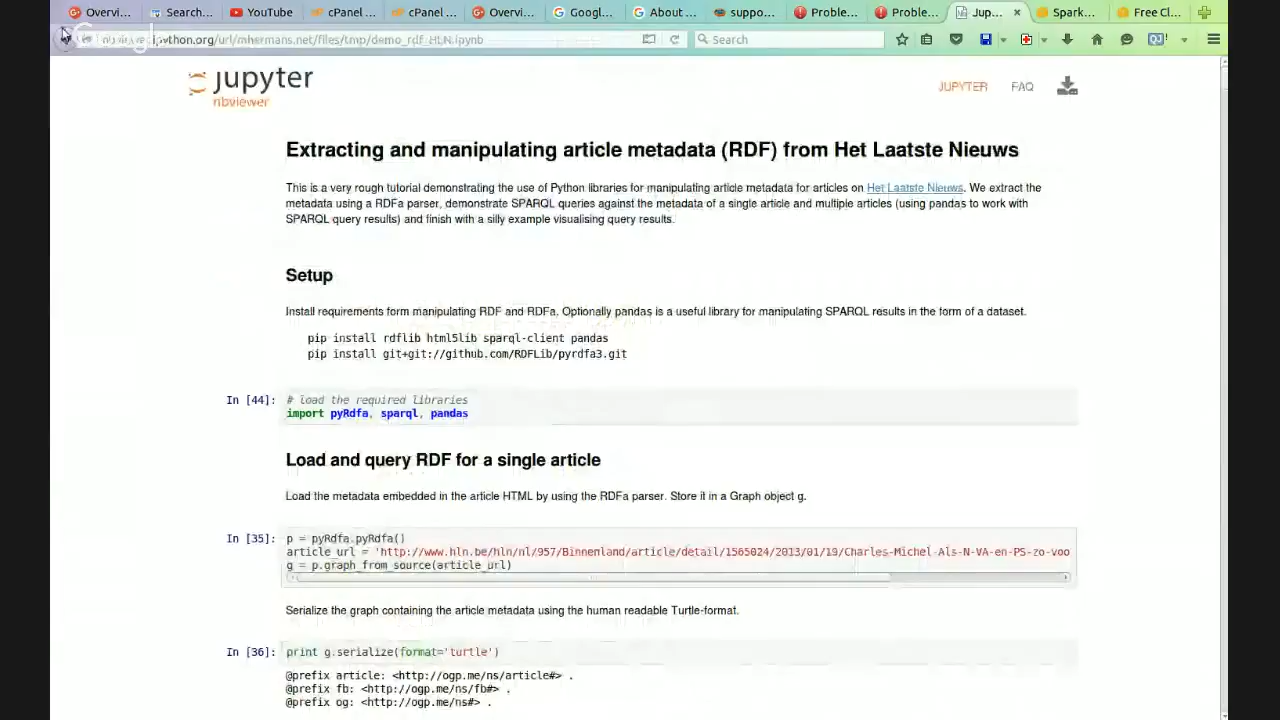 Overvi...
Search...
YouTube
cPanel ...
cPanel ...
Overvi...
Googl...
About ...
suppo...
Proble...
Proble...
Jup...
Spark...
Free Cl...
.ipython.org/url/mhermans.net/files/tmp/demo_rdf_HLN.ipynb
Search
jupyter
nbviewer
JUPYTER
FAQ
Extracting and manipulating article metadata (RDF) from Het Laatste Nieuws
This is a very rough tutorial demonstrating the use of Python libraries for manipulating article metadata for articles on Het Laatste Nieuws. We extract the
metadata using a RDFa parser, demonstrate SPARQL queries against the metadata of a single article and multiple articles (using pandas to work with
SPARQL query results) and finish with a silly example visualising query results.
Setup
Install requirements form manipulating RDF and RDFa. Optionally pandas is a useful library for manipulating SPARQL results in the form of a dataset.
pip install rdflib html5lib sparql-client pandas
pip install git+git://github.com/RDFLib/pyrdfa3.git
In [44]: # load the required libraries
import pyRdfa, sparql, pandas
Load and query RDF for a single article
Load the metadata embedded in the article HTML by using the RDFa parser. Store it in a Graph object g.
In [35]: p = pyRdfa.pyRdfa()
article_url = 'http://www.hln.be/hln/nl/957/Binnenland/article/detail/1565024/2013/01/19/Charles-Michel-Als-N-VA-en-PS-zo-voo
g = p.graph_from_source(article_url)
Serialize the graph containing the article metadata using the human readable Turtle-format.
In [36]: print g.serialize(format='turtle')
@prefix article: <http://ogp.me/ns/article#> .
@prefix fb: <http://ogp.me/ns/fb#> .
@prefix og: <http://ogp.me/ns#> .